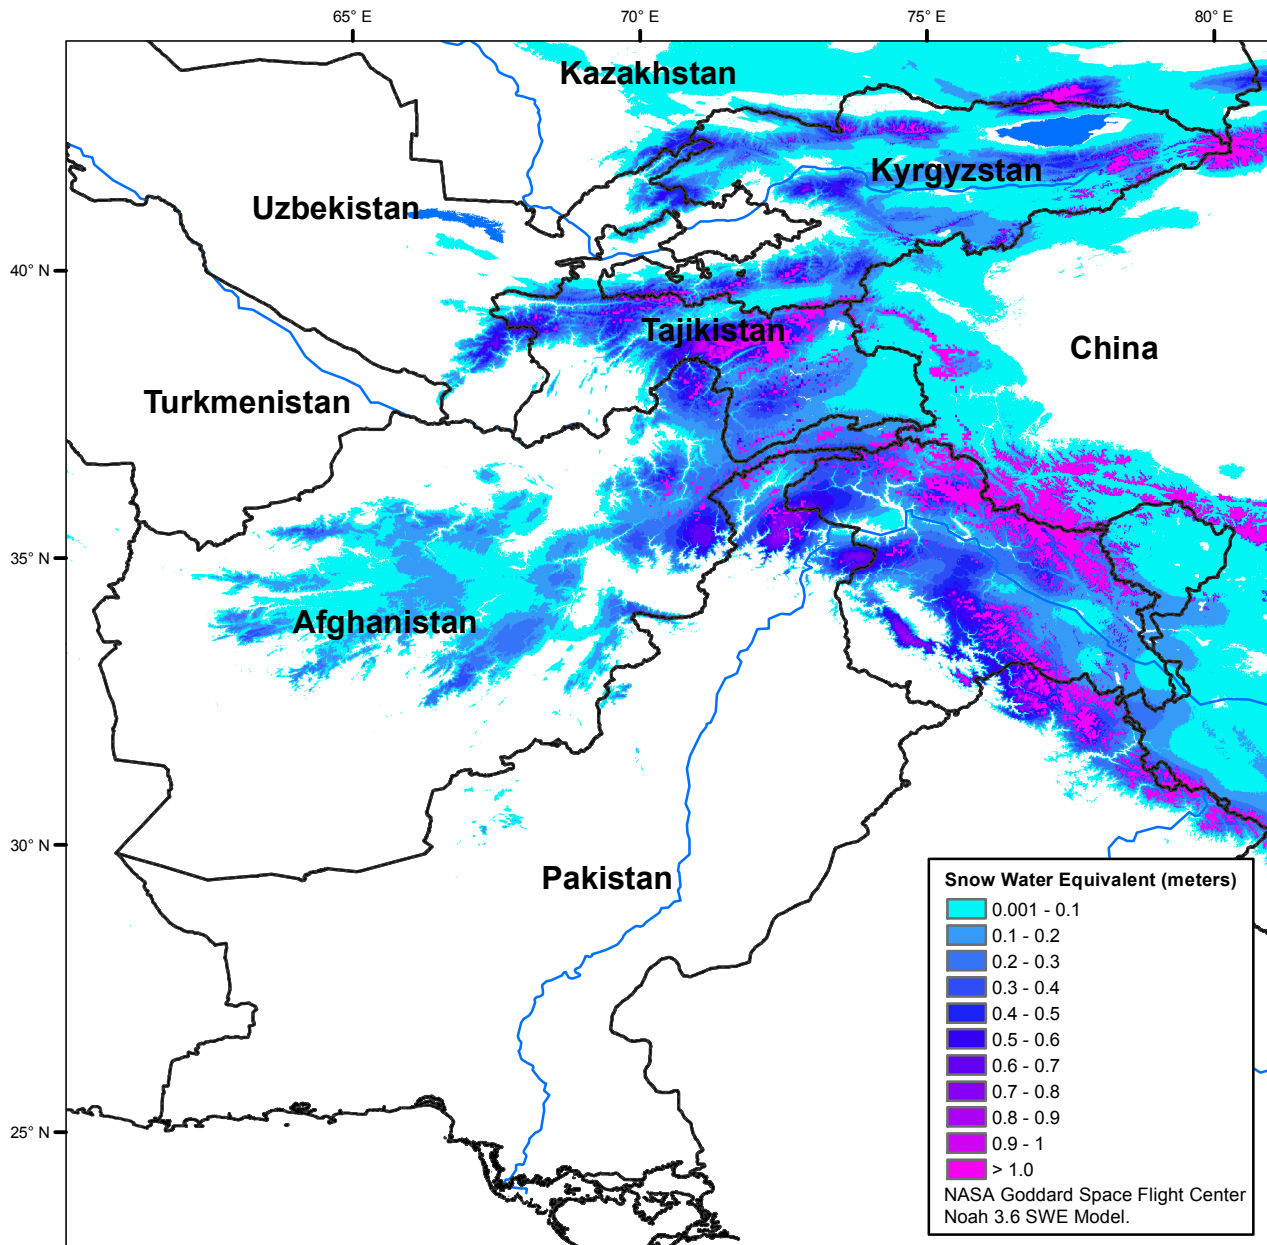 65° E
70° E
75° E
80° E
Kazakhstan
Kyrgyzstan
Uzbekistan
40° N
Tajikistan
China
Turkmenistan
35° N
Afghanistan
30° N
Pakistan
25° N
Snow Water Equivalent (meters)
0.001 - 0.1
0.1 - 0.2
0.2 - 0.3
0.3 - 0.4
0.4 - 0.5
0.5 - 0.6
0.6 - 0.7
0.7 - 0.8
0.8 - 0.9
0.9 - 1
> 1.0
NASA Goddard Space Flight Center
Noah 3.6 SWE Model.